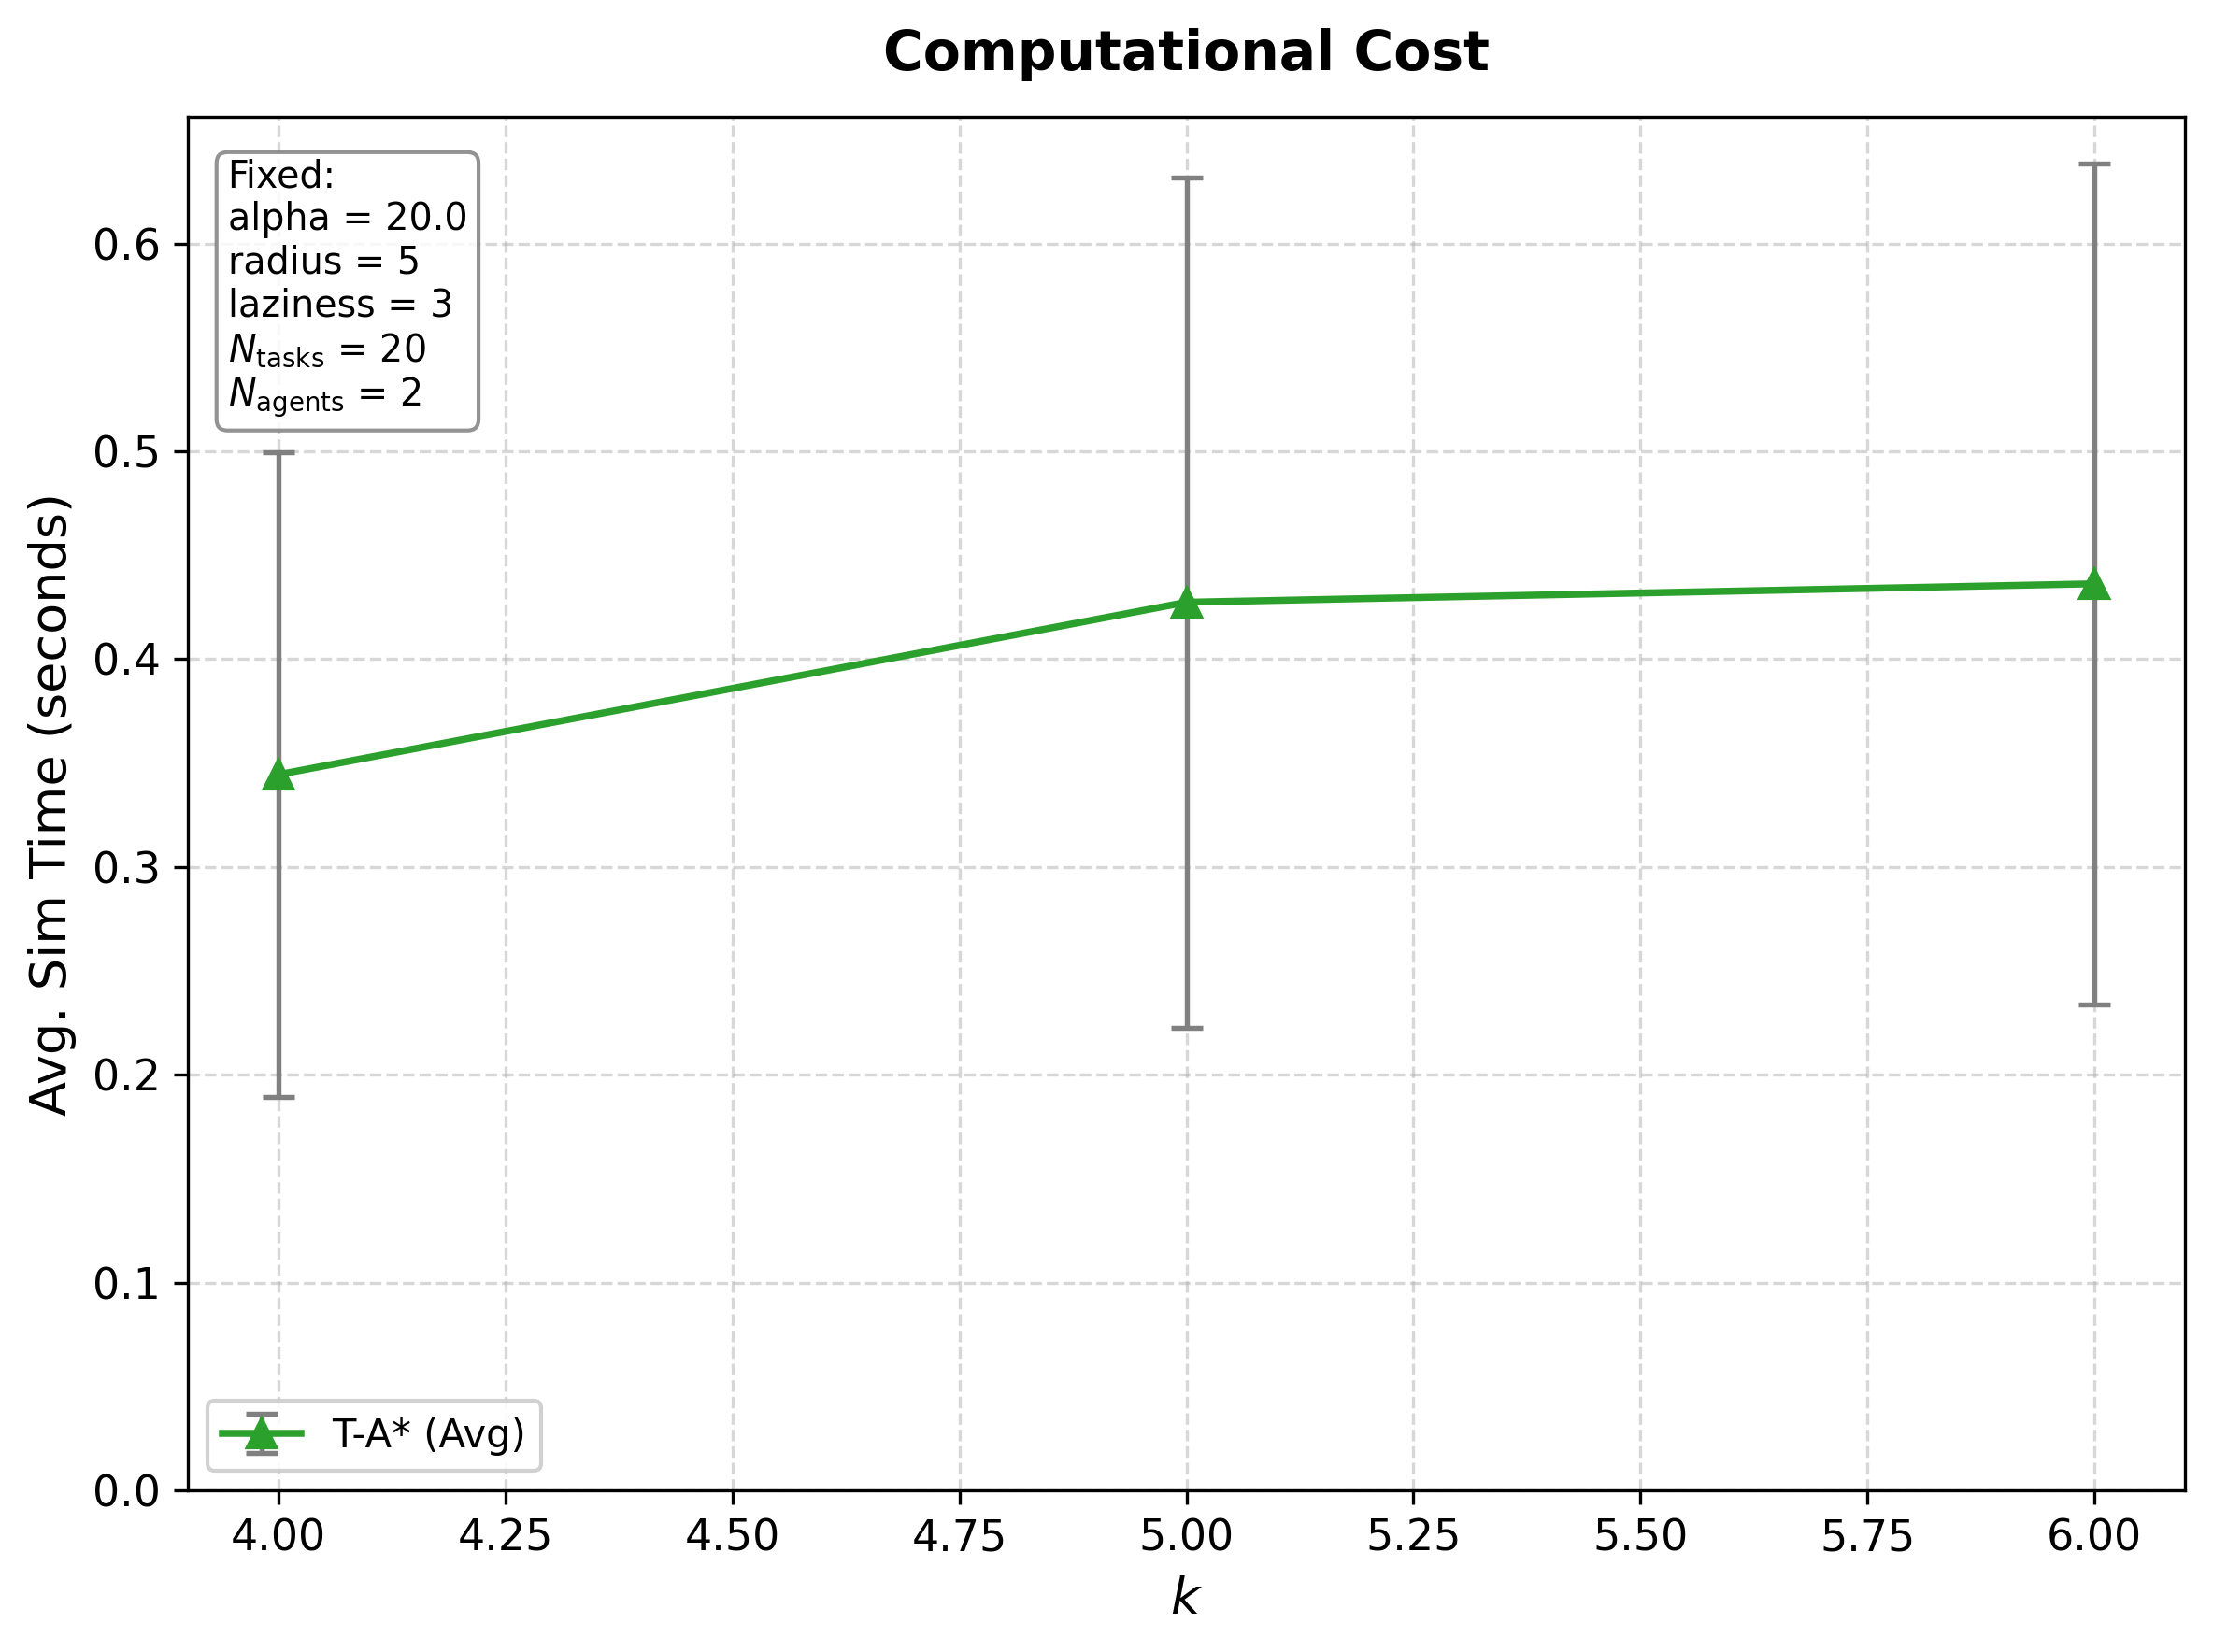 Computational Cost
Fixed:
alpha = 20.0
radius = 5
laziness = 3
N_tasks = 20
N_agents = 2
Avg. Sim Time (seconds)
0.6
0.5
0.4
0.3
0.2
0.1
0.0
T-A* (Avg)
4.00 4.25 4.50 4.75 5.00 5.25 5.50 5.75 6.00
k